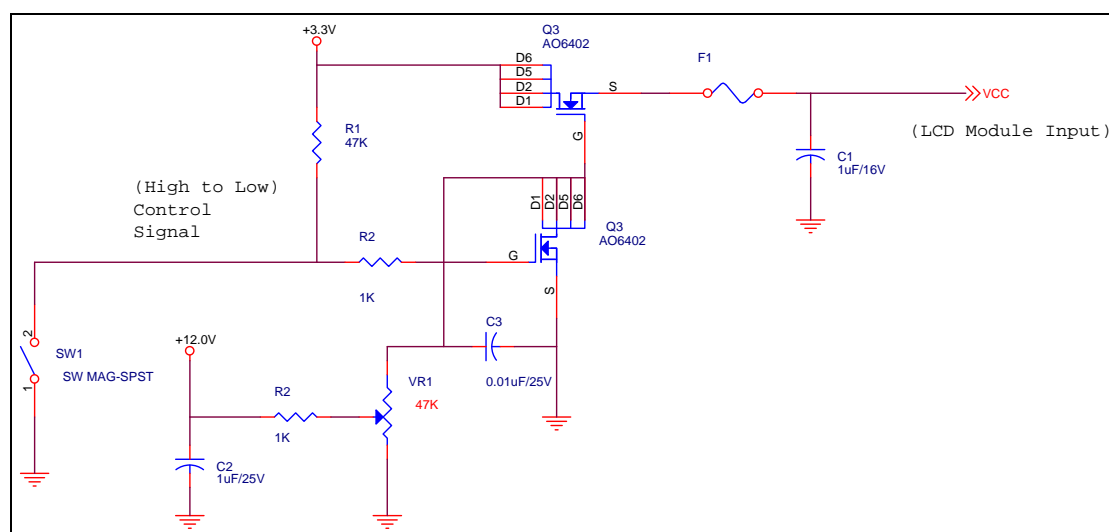 +3.3V
Q3
AO6402
D6
D5
D2
D1
S
G
F1
VCC
(LCD Module Input)
R1
47K
C1
1uF/16V
(High to Low)
Control
Signal
D1
D2
D5
D6
Q3
AO6402
R2
1K
G
S
2
1
SW1
SW MAG-SPST
+12.0V
C3
0.01uF/25V
R2
1K
VR1
47K
C2
1uF/25V